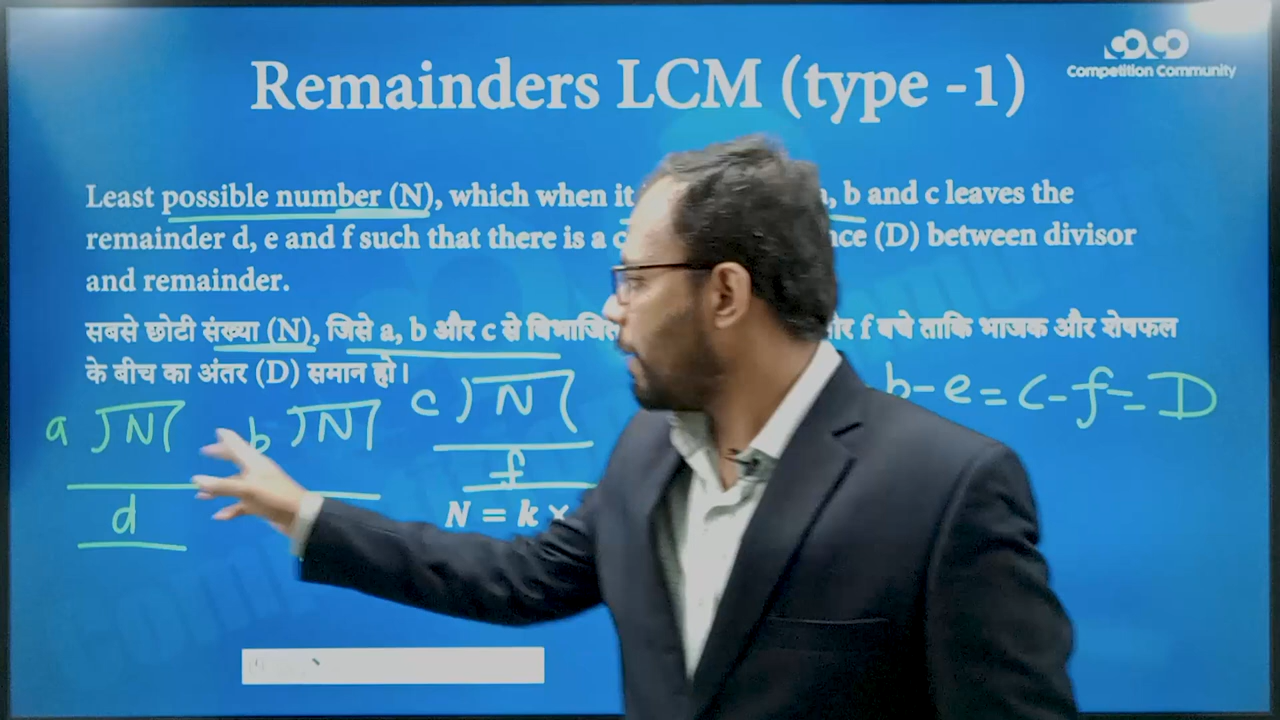 COCO
Competition Community
Remainders LCM (type -1)
Least possible number (N), which when it a, b and c leaves the
remainder d, e and f such that there is a (D) between divisor
and remainder.
सबसे छोटी संख्या (N), जिसे a, b और c से f बचे ताकि भाजक और शेषफल
के बीच का अंतर (D) समान हो।
a )N( b )N( c )N( b-e=c-f=D
d f
N = k ×